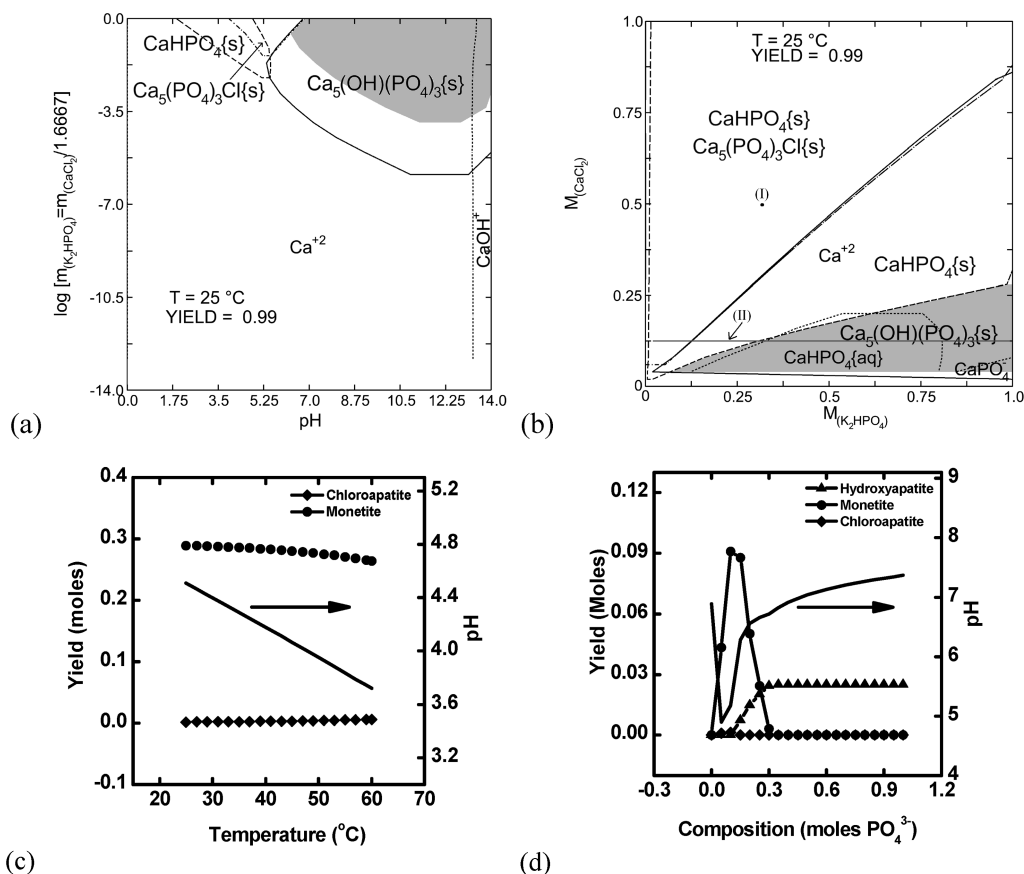 0.0
-3.5
-7.0
-10.5
-14.0
log [m(K₂HPO₄)=m(CaCl₂)/1.6667]
CaHPO₄{s}
Ca₅(PO₄)₃Cl{s}
Ca₅(OH)(PO₄)₃{s}
Ca⁺²
CaOH⁺
T = 25 °C
YIELD = 0.99
0.0 1.75 3.5 5.25 7.0 8.75 10.5 12.3 14.0
pH
(a)
1.0
0.75
0.5
0.25
0
M(CaCl₂)
T = 25 °C
YIELD = 0.99
CaHPO₄{s}
Ca₅(PO₄)₃Cl{s}
(I)
Ca⁺²
CaHPO₄{s}
(II)
Ca₅(OH)(PO₄)₃{s}
CaHPO₄{aq}
CaPO₄⁻
0 0.25 0.5 0.75 1.0
M(K₂HPO₄)
(b)
0.4
0.3
0.2
0.1
0.0
-0.1
Yield (moles)
Chloroapatite
Monetite
5.2
4.8
4.4
4.0
3.6
3.2
pH
20 30 40 50 60 70
Temperature (°C)
(c)
0.12
0.09
0.06
0.03
0.00
Yield (Moles)
Hydroxyapatite
Monetite
Chloroapatite
9
8
7
6
5
4
pH
-0.3 0.0 0.3 0.6 0.9 1.2
Composition (moles PO₄³⁻)
(d)